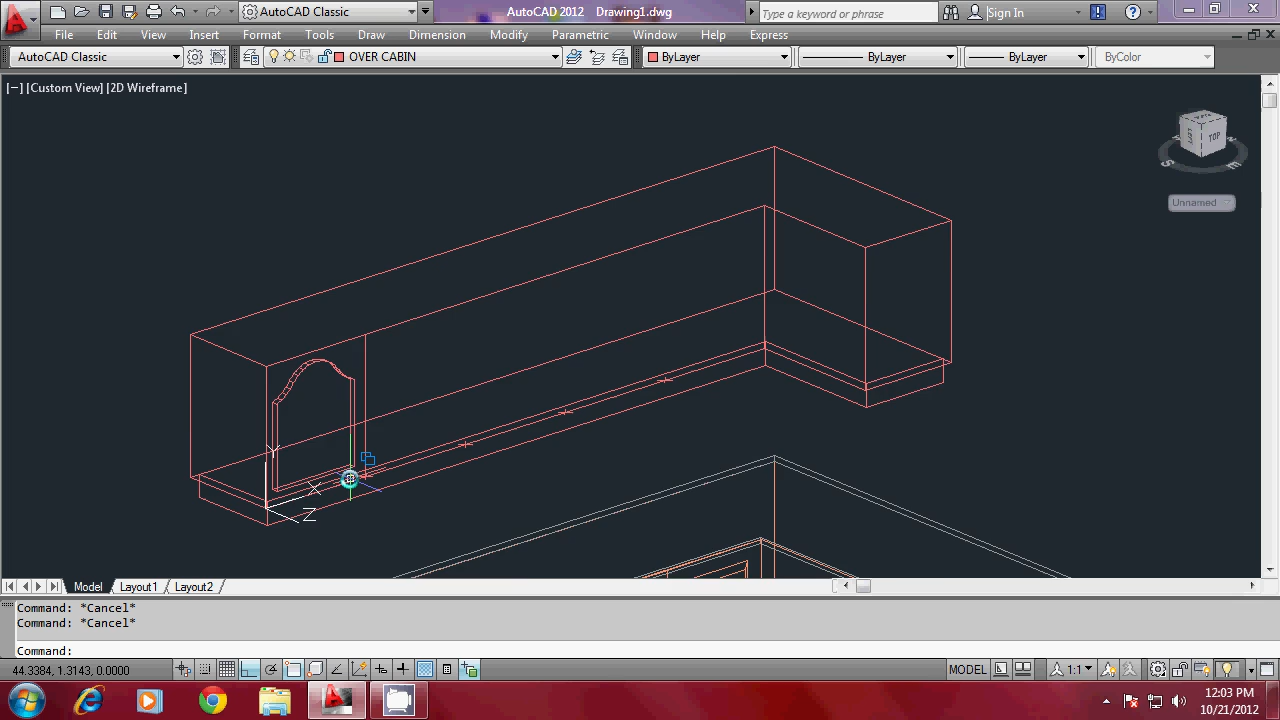 AutoCAD Classic
AutoCAD 2012 Drawing1.dwg
Type a keyword or phrase
Sign In
File Edit View Insert Format Tools Draw Dimension Modify Parametric Window Help Express
AutoCAD Classic
OVER CABIN
ByLayer
ByLayer
ByLayer
ByColor
[−] [Custom View] [2D Wireframe]
TOP
S
E
Unnamed
Y
X
Z
Model Layout1 Layout2
Command: *Cancel*
Command: *Cancel*
Command:
44.3384, 1.3143, 0.0000
MODEL
1:1
12:03 PM
10/21/2012